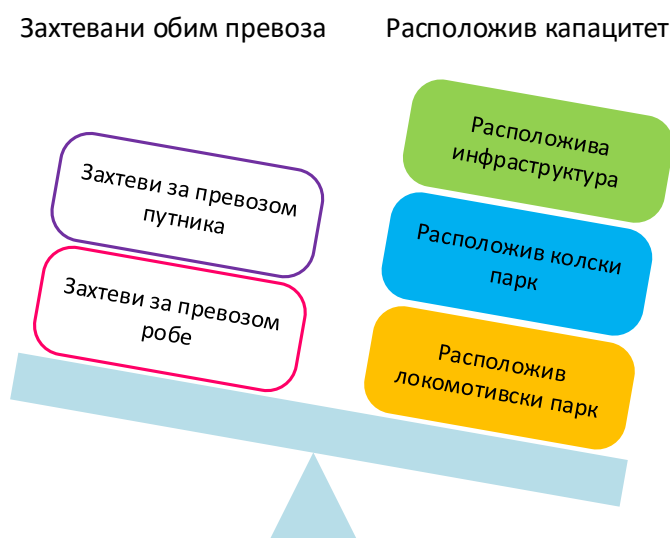 Захтевани обим превоза
Расположив капацитет
Захтеви за превозом
путника
Захтеви за превозом
робе
Расположива
инфраструктура
Расположив колски
парк
Расположив
локомотивски парк